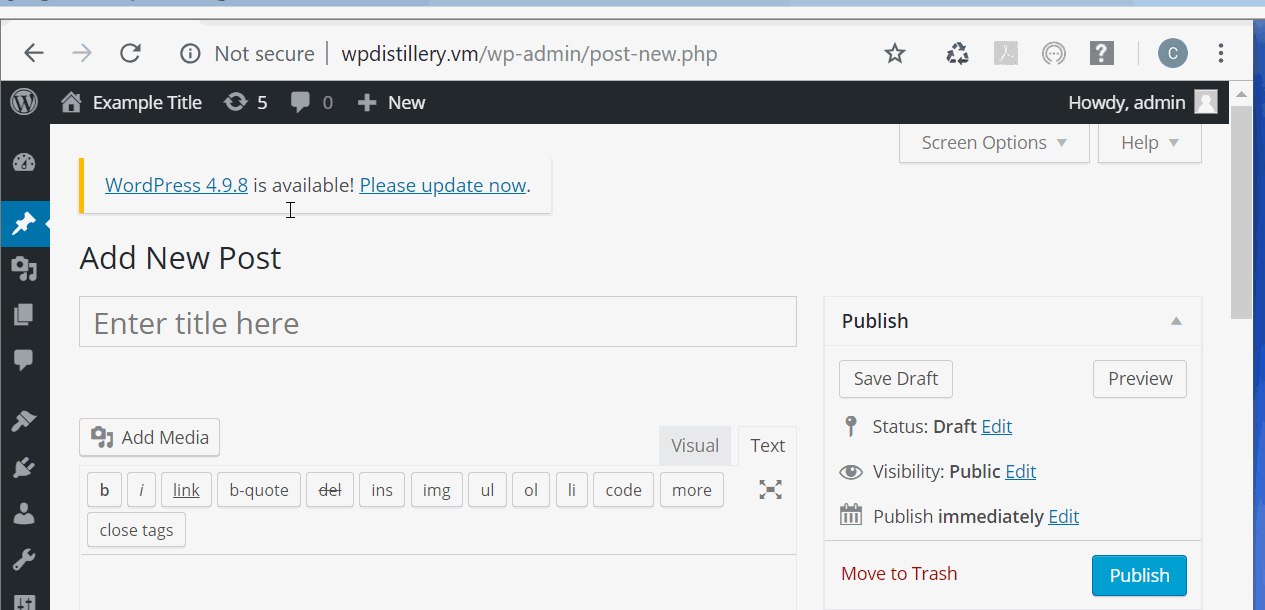 Not secure | wpdistillery.vm/wp-admin/post-new.php
C
?
Example Title 5 0 New Howdy, admin
Screen Options Help
WordPress 4.9.8 is available! Please update now.
Add New Post
Enter title here
Publish
Save Draft Preview
Status: Draft Edit
Visibility: Public Edit
Publish immediately Edit
Move to Trash Publish
Add Media
Visual Text
b i link b-quote del ins img ul ol li code more
close tags